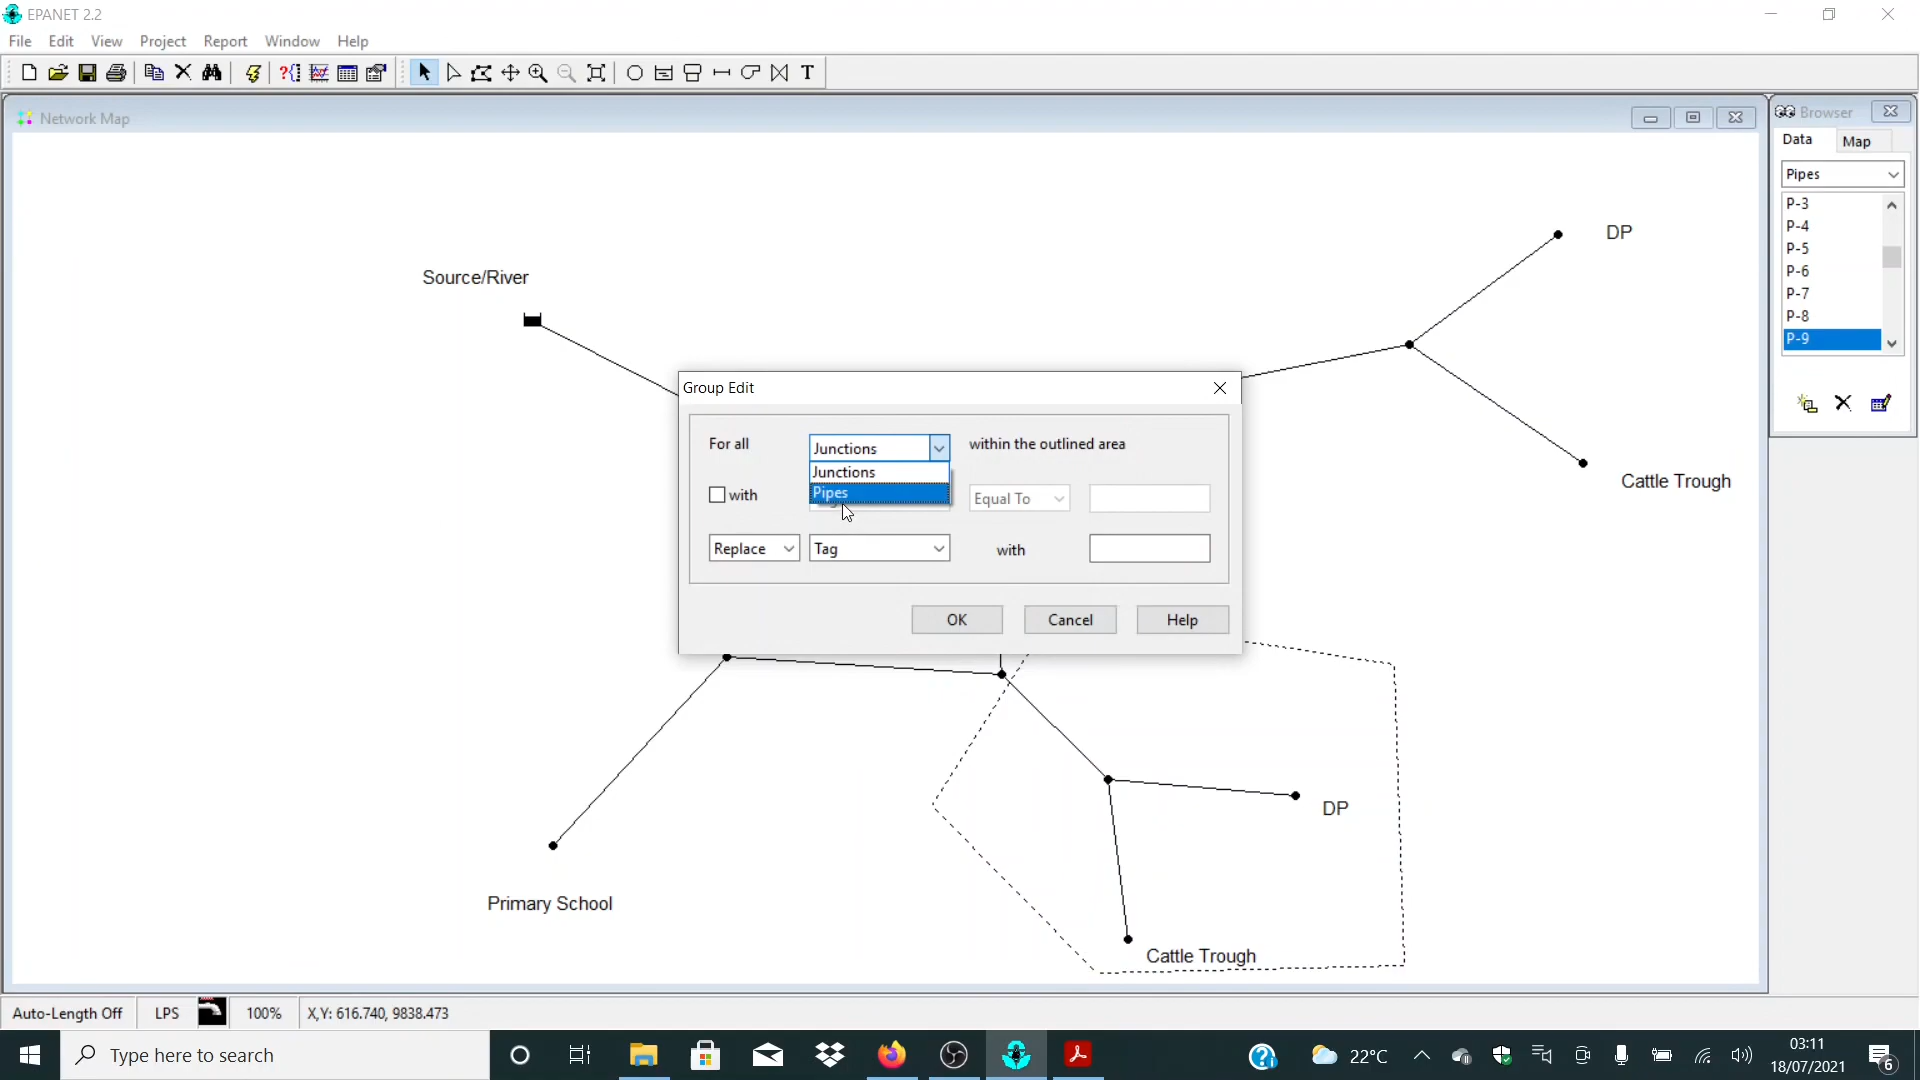 EPANET 2.2
File Edit View Project Report Window Help
T
Network Map
Browser
Data Map
Pipes
P-3
P-4
P-5
P-6
P-7
P-8
P-9
DP
Source/River
Cattle Trough
Group Edit
For all Junctions within the outlined area
Junctions
Pipes
with Equal To
Replace Tag with
OK Cancel Help
DP
Primary School
Cattle Trough
Auto-Length Off LPS 100% X,Y: 616.740, 9838.473
Type here to search
22°C
03:11
18/07/2021
6